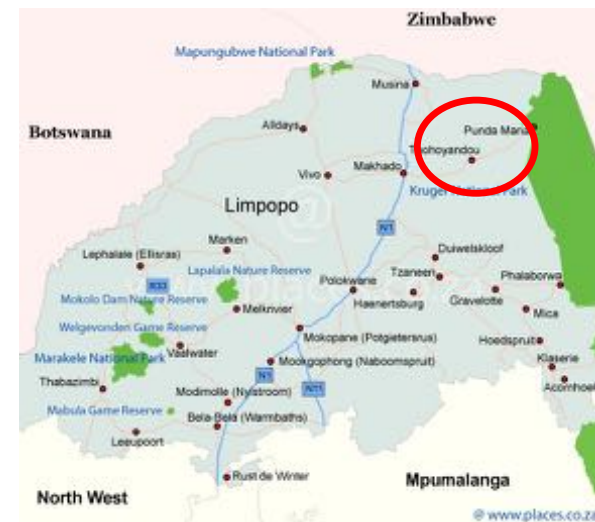 Zimbabwe
Mapungubwe National Park
Musina
Botswana
Alldays
Punda Maria
Thohoyandou
Makhado
Vivo
Kruger National Park
Limpopo
N1
Marken
Duiwelskloof
Lephalale (Ellisras)
Lapalala Nature Reserve
Tzaneen
Phalaborwa
R33
Polokwane
Mokolo Dam Nature Reserve
Haenertsburg
Gravelotte
Melkrivier
Mica
Welgevonden Game Reserve
Mokopane (Potgietersrus)
Hoedspruit
Marakele National Park
Vaalwater
Mookgophong (Naboomspruit)
Klaserie
N1
Thabazimbi
Modimolle (Nylstroom)
N11
Acornhoek
Mabula Game Reserve
Bela-Bela (Warmbaths)
Leeupoort
Rust de Winter
Mpumalanga
North West
@ www.places.co.za